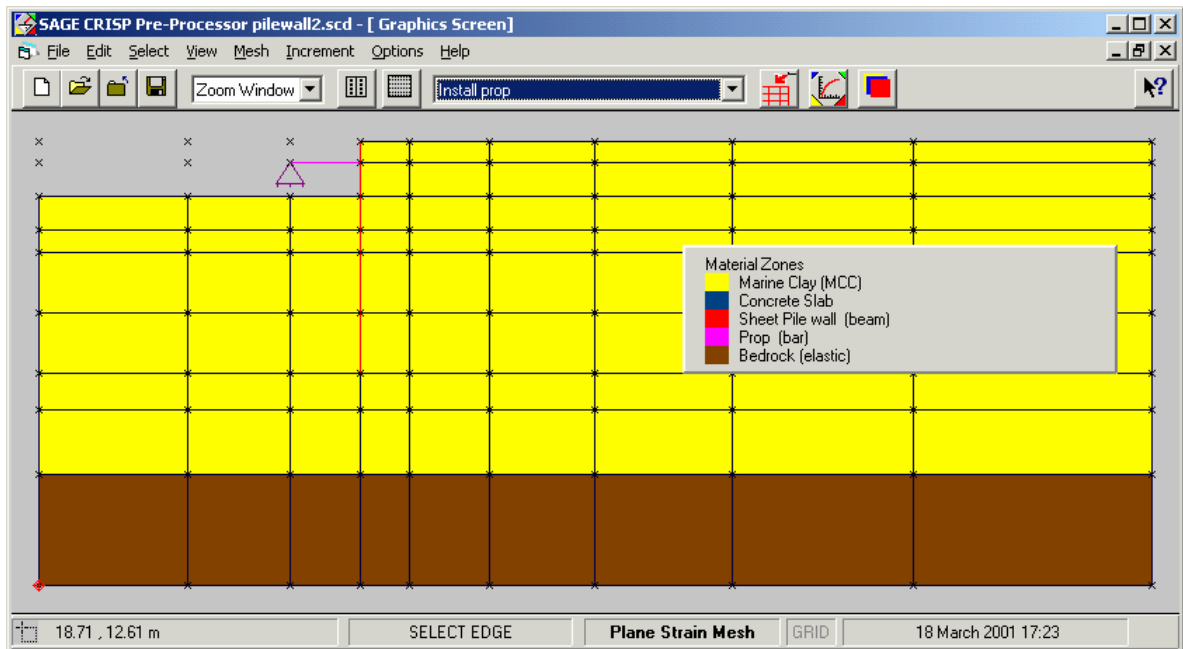 SAGE CRISP Pre-Processor pilewall2.scd - [ Graphics Screen]
File Edit Select View Mesh Increment Options Help
Zoom Window Install prop
Material Zones
Marine Clay (MCC)
Concrete Slab
Sheet Pile wall (beam)
Prop (bar)
Bedrock (elastic)
18.71 , 12.61 m SELECT EDGE Plane Strain Mesh GRID 18 March 2001 17:23